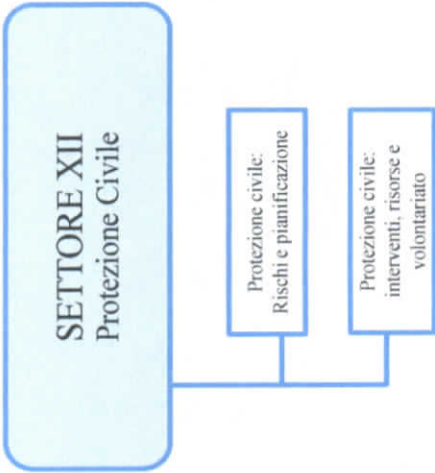 SETTORE XII
Protezione Civile
Protezione civile:
Rischi e pianificazione
Protezione civile:
interventi, risorse e
volontariato